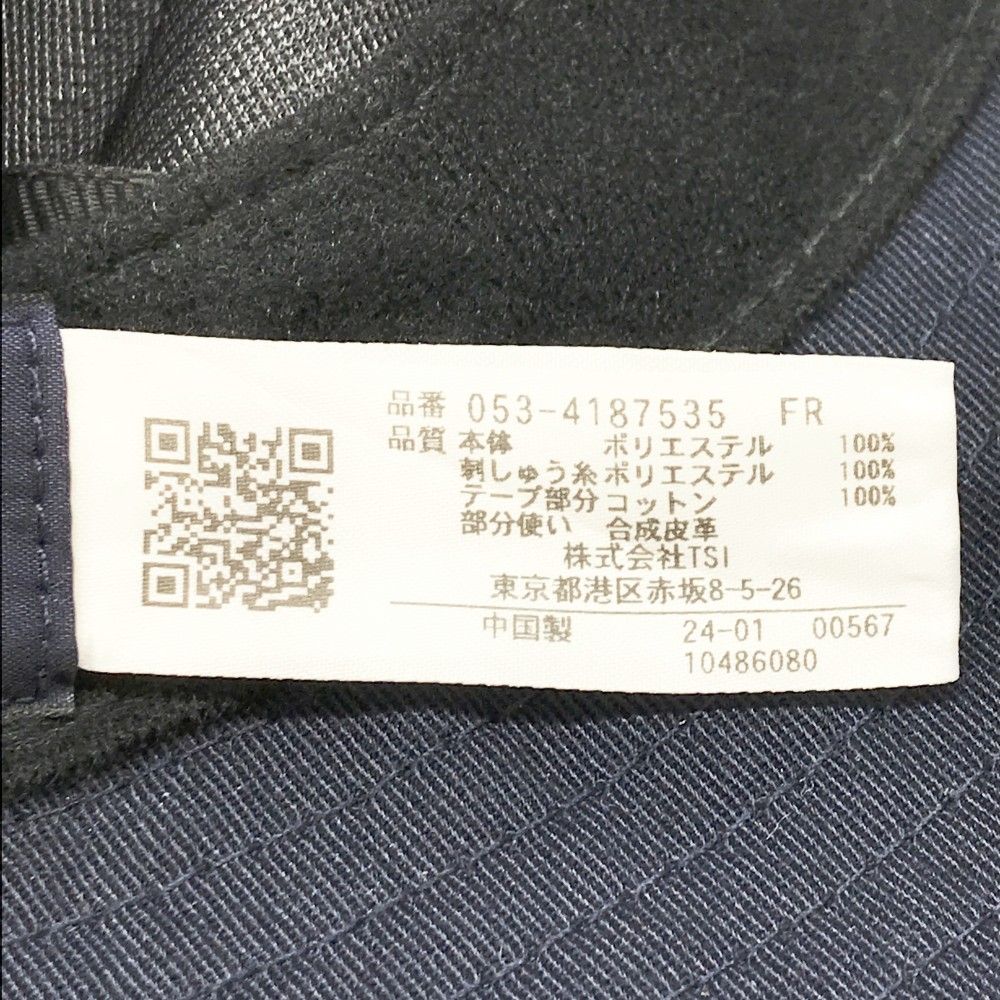 品番 053-4187535 FR
品質 本体 ポリエステル 100%
刺しゅう糸 ポリエステル 100%
テープ部分 コットン 100%
部分使い 合成皮革
株式会社TSI
東京都港区赤坂8-5-26
中国製 24-01 00567
10486080